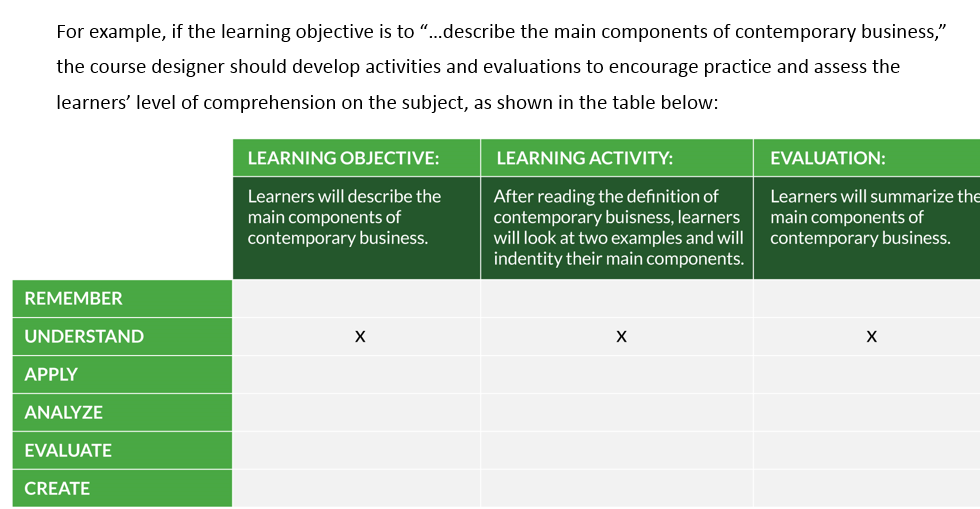 For example, if the learning objective is to “...describe the main components of contemporary business,”
the course designer should develop activities and evaluations to encourage practice and assess the
learners’ level of comprehension on the subject, as shown in the table below:
LEARNING OBJECTIVE: LEARNING ACTIVITY: EVALUATION:
Learners will describe the After reading the definition of Learners will summarize the
main components of contemporary buisness, learners main components of
contemporary business. will look at two examples and will contemporary business.
indentity their main components.
REMEMBER
UNDERSTAND X X X
APPLY
ANALYZE
EVALUATE
CREATE